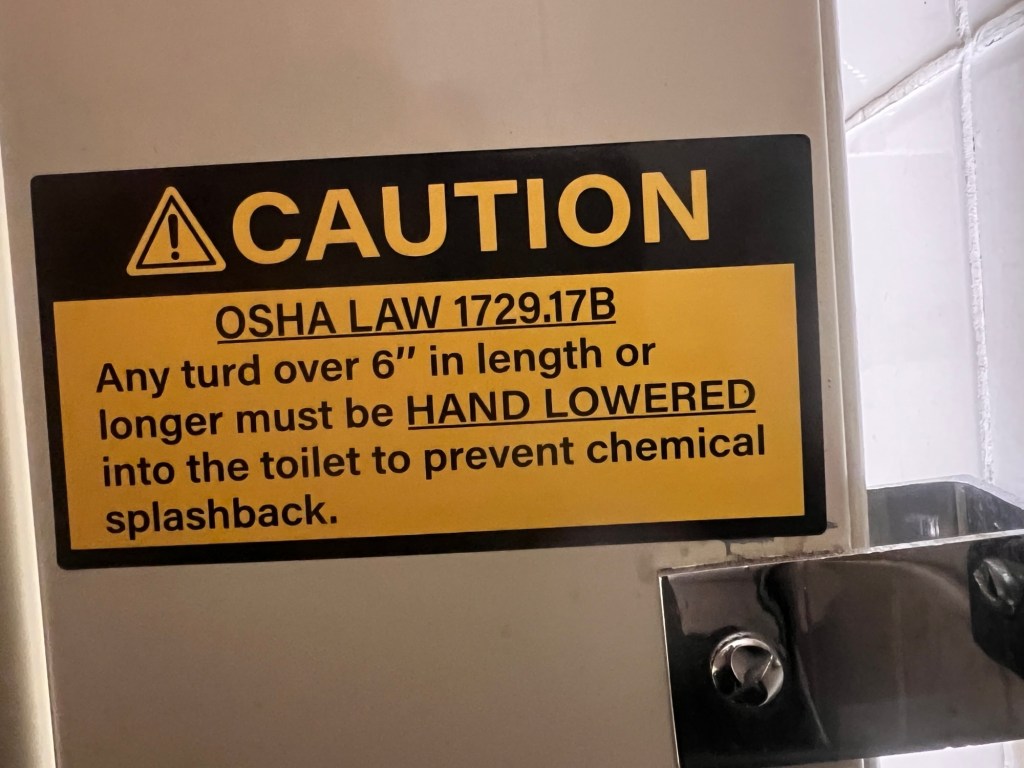 CAUTION
OSHA LAW 1729.17B
Any turd over 6" in length or
longer must be HAND LOWERED
into the toilet to prevent chemical
splashback.